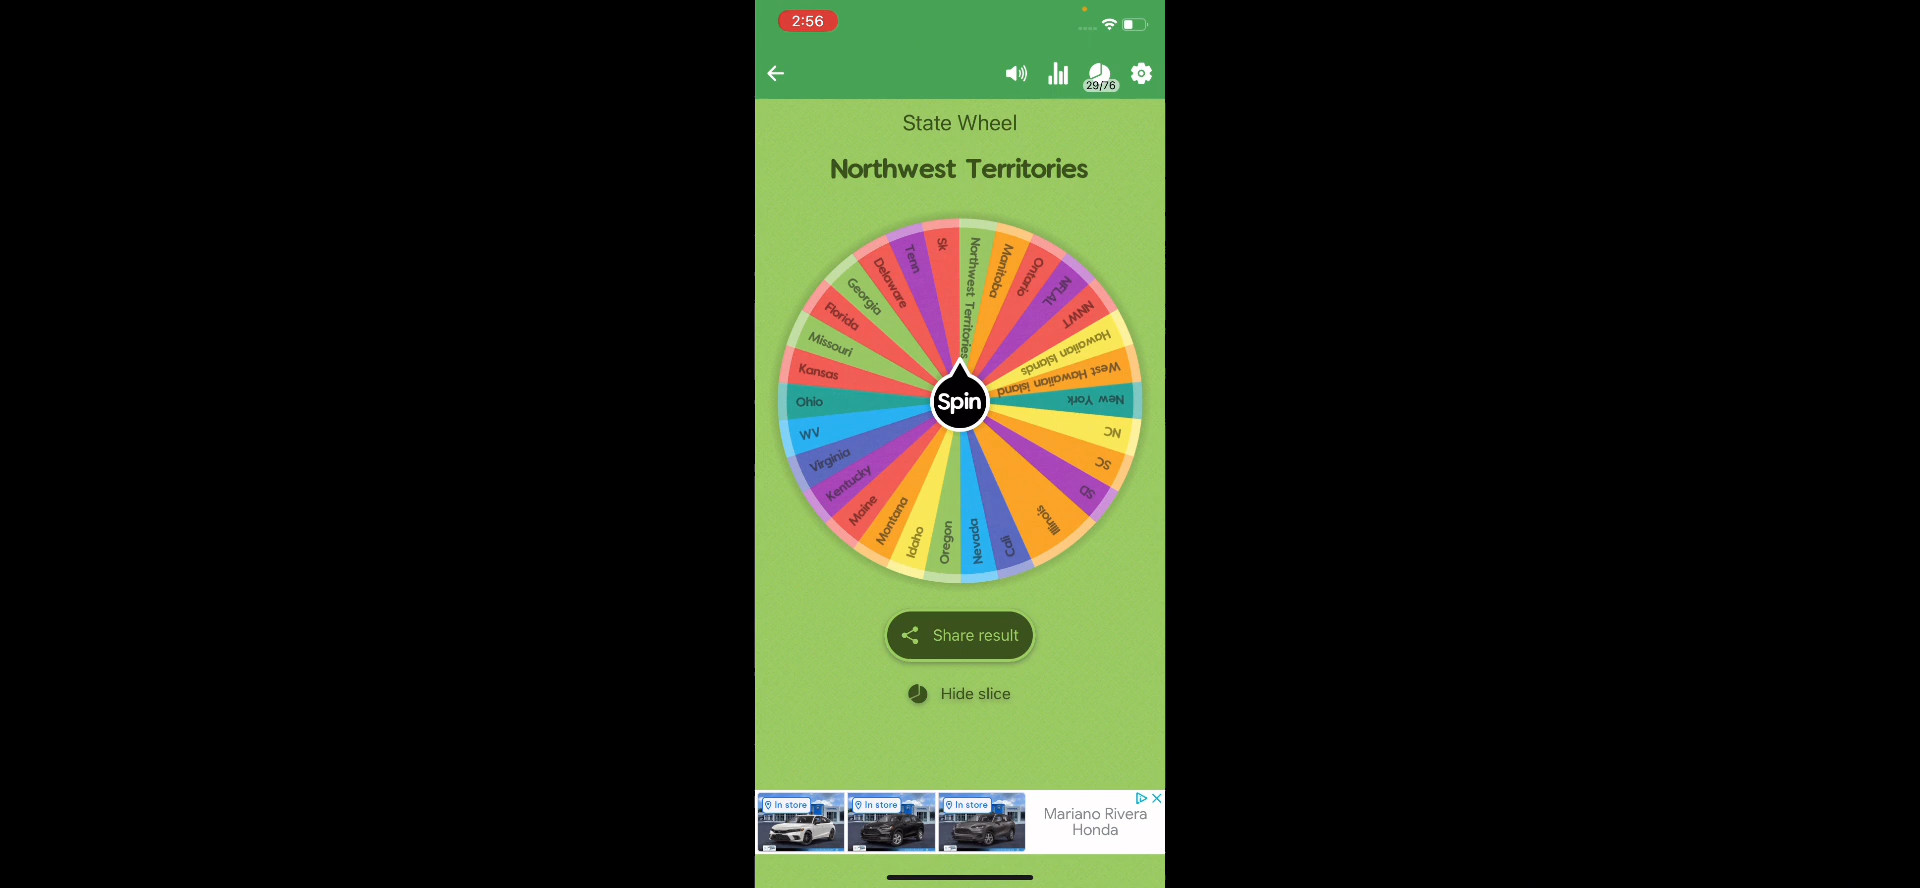 2:56
29/76
State Wheel
Northwest Territories
Northwest Territories
Manitoba
Ontario
NFLAL
NNWT
Hawaiian Islands
West Hawaiian island
New York
NC
SC
SD
Illinois
Cali
Nevada
Oregon
Idaho
Montana
Maine
Kentucky
Virginia
WV
Ohio
Kansas
Missouri
Florida
Georgia
Delaware
Tenn
Sk
Spin
Share result
Hide slice
In store
In store
In store
Mariano Rivera
Honda